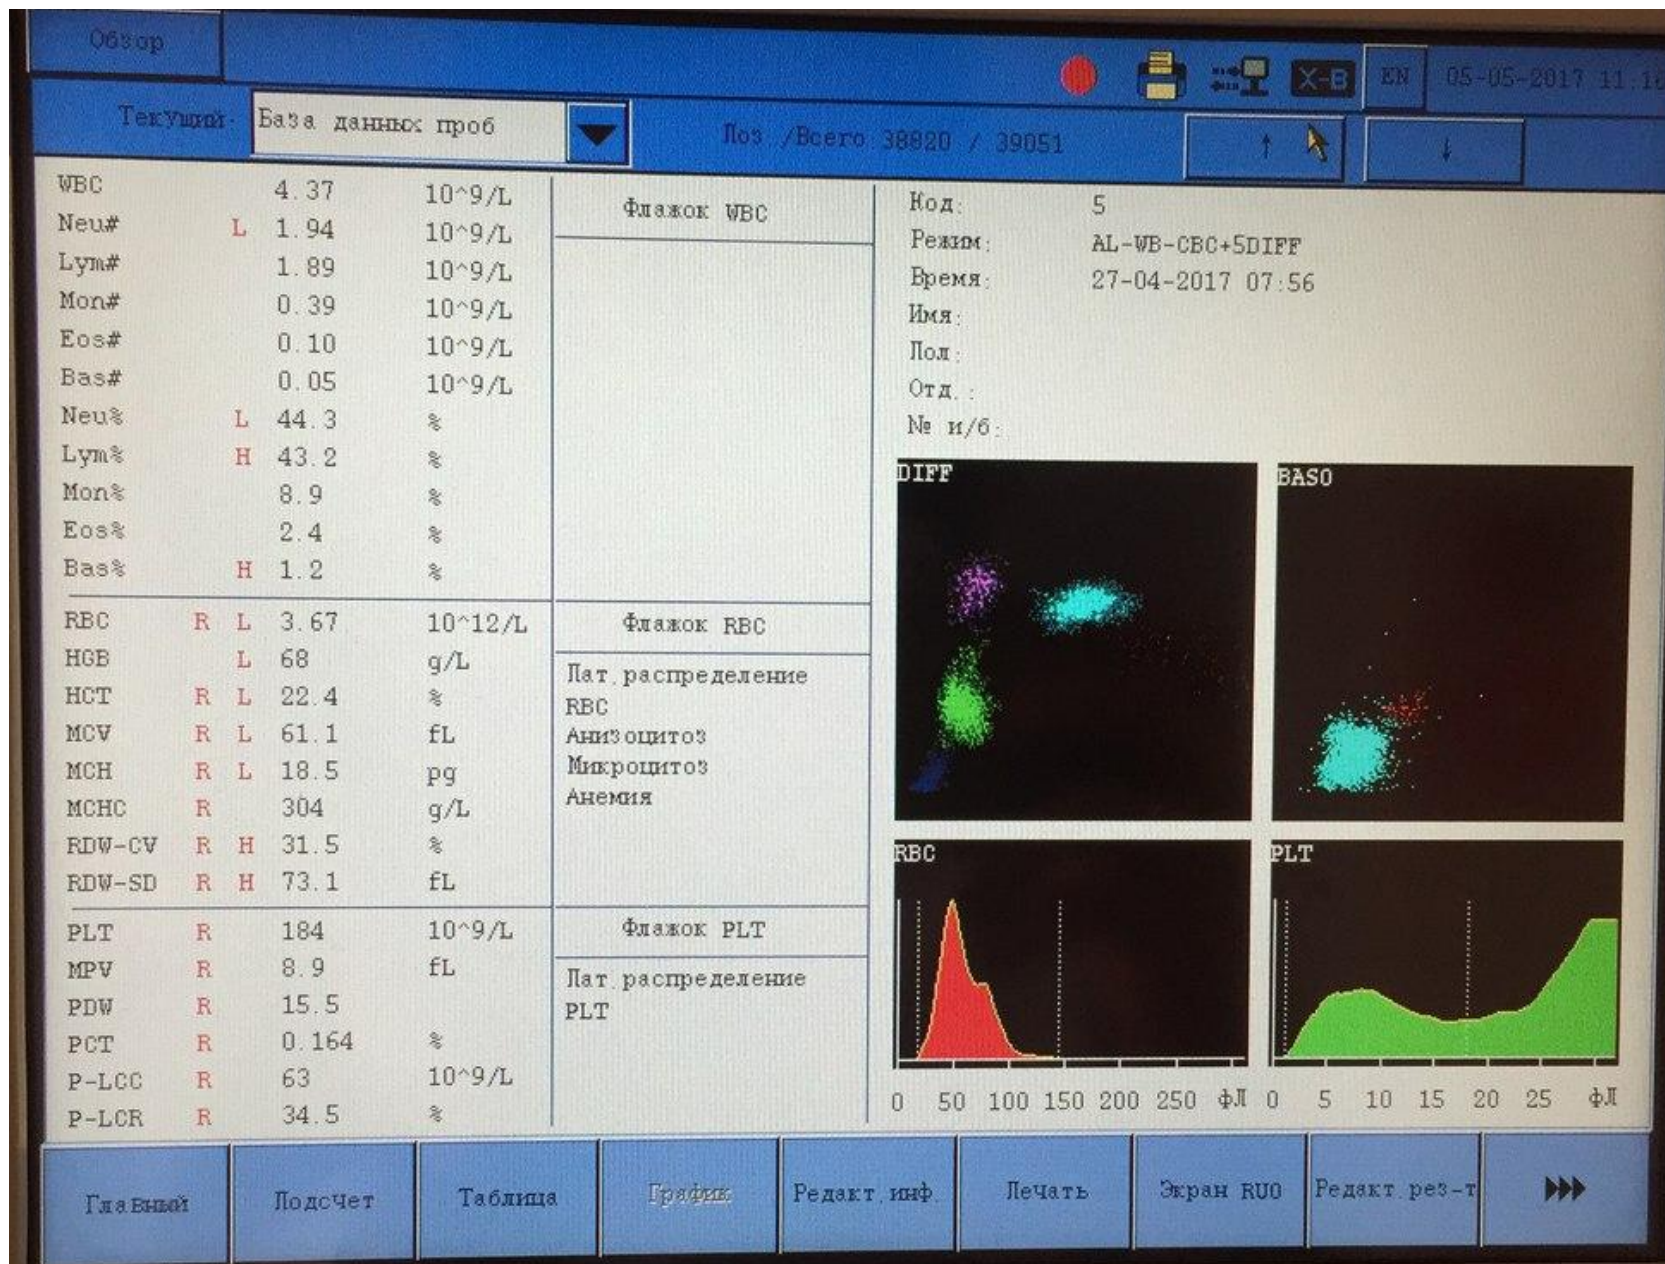 Обзор
X-B EN 05-05-2017 11:1
Текущий: База данных проб Поз./Всего 38820 / 39051 ↑ ↓
WBC 4.37 10^9/L
Neu# L 1.94 10^9/L
Lym# 1.89 10^9/L
Mon# 0.39 10^9/L
Eos# 0.10 10^9/L
Bas# 0.05 10^9/L
Neu% L 44.3 %
Lym% H 43.2 %
Mon% 8.9 %
Eos% 2.4 %
Bas% H 1.2 %
RBC R L 3.67 10^12/L
HGB L 68 g/L
HCT R L 22.4 %
MCV R L 61.1 fL
MCH R L 18.5 pg
MCHC R 304 g/L
RDW-CV R H 31.5 %
RDW-SD R H 73.1 fL
PLT R 184 10^9/L
MPV R 8.9 fL
PDW R 15.5
PCT R 0.164 %
P-LCC R 63 10^9/L
P-LCR R 34.5 %
Флажок WBC
Флажок RBC
Пат.распределение
RBC
Анизоцитоз
Микроцитоз
Анемия
Флажок PLT
Пат.распределение
PLT
Код: 5
Режим: AL-WB-CBC+5DIFF
Время: 27-04-2017 07:56
Имя:
Пол:
Отд.:
№ и/б:
DIFF
BASO
RBC
0 50 100 150 200 250 фЛ
PLT
0 5 10 15 20 25 фЛ
Главный Подсчет Таблица График Редакт.инф. Печать Экран RUO Редакт.рез-т